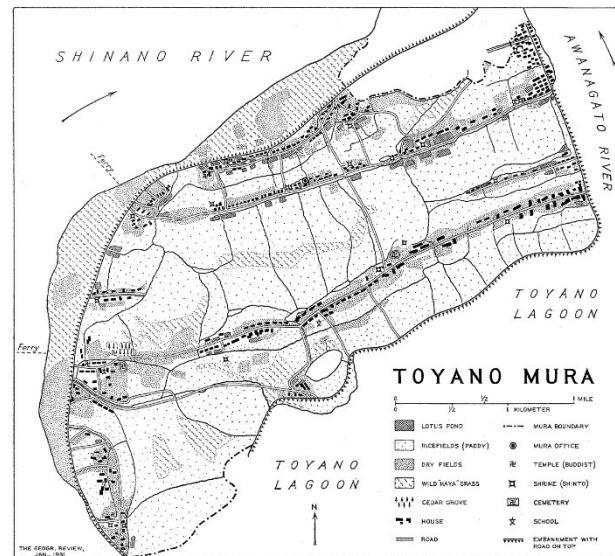 SHINANO RIVER
AWANAGATO RIVER
Ferry
Ferry
TOYANO
LAGOON
TOYANO
LAGOON
N
TOYANO MURA
0 1/2 1 MILE
0 1/2 1 KILOMETER
LOTUS POND
RICEFIELDS (PADDY)
DRY FIELDS
WILD "KAYA" GRASS
CEDAR GROVE
HOUSE
ROAD
MURA BOUNDARY
MURA OFFICE
TEMPLE (BUDDIST)
SHRINE (SHINTO)
CEMETERY
SCHOOL
EMBANKMENT WITH
ROAD ON TOP
THE GEOGR. REVIEW,
JAN., 1931